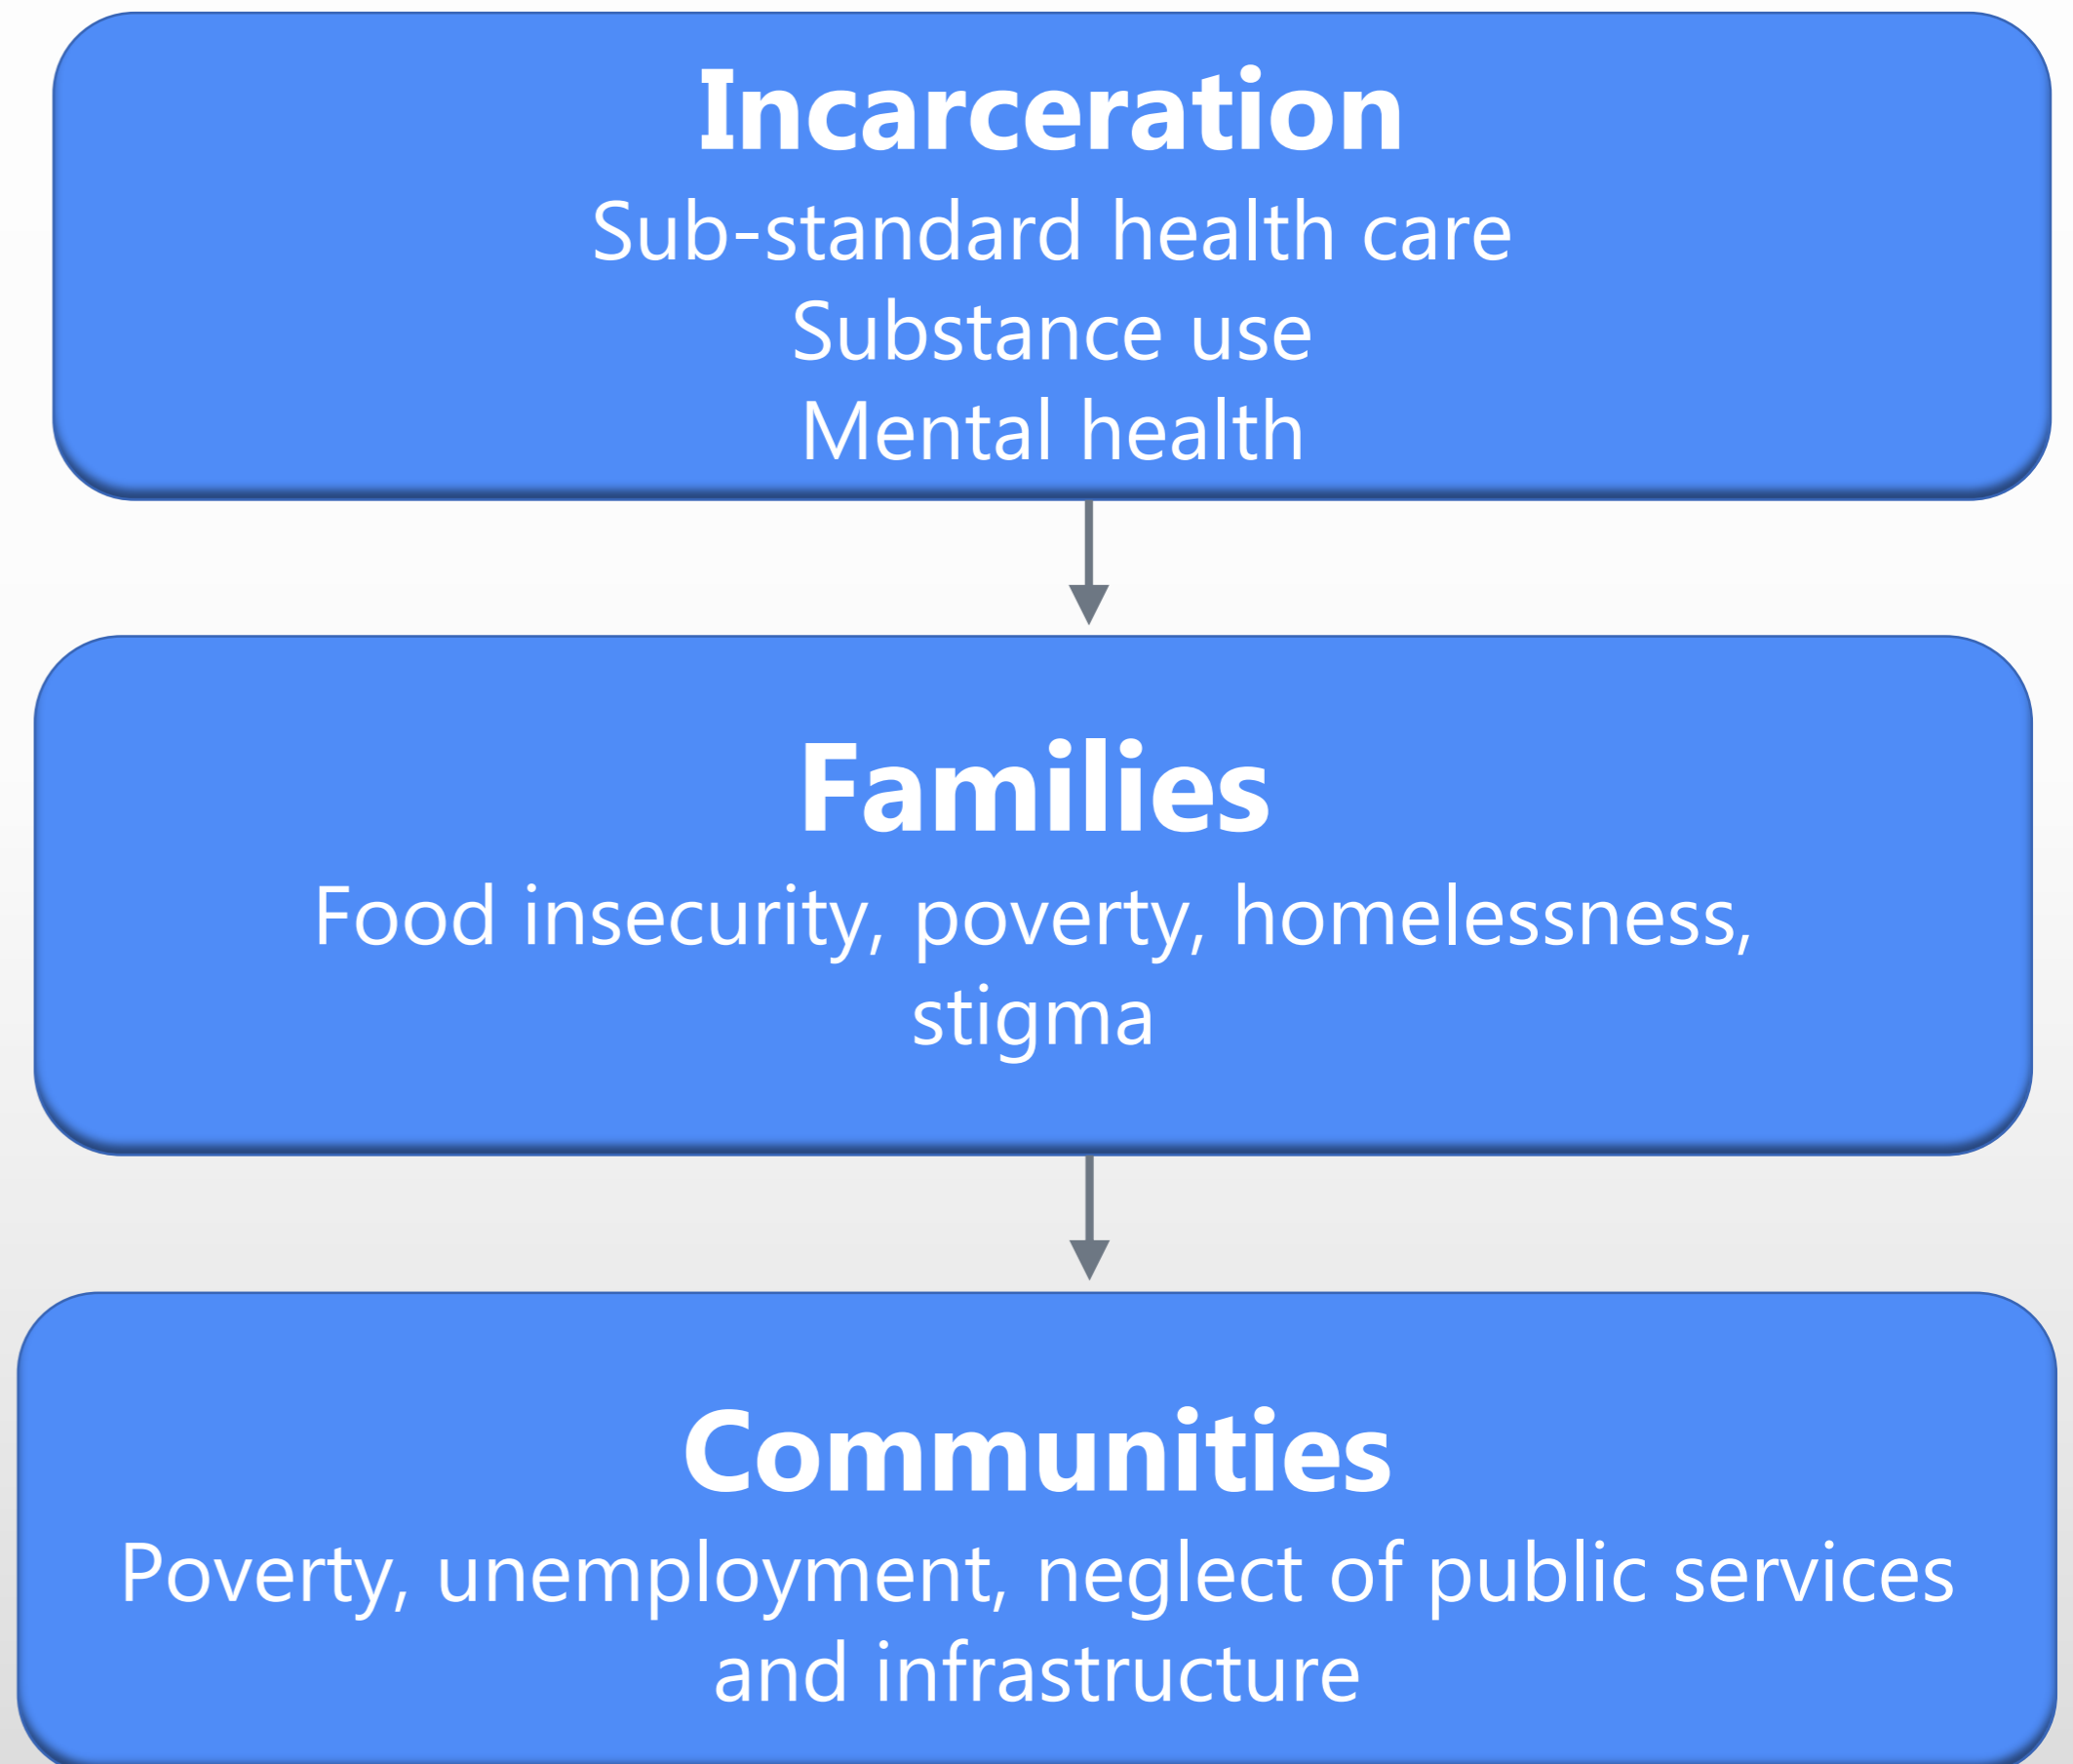 Incarceration
Sub-standard health care
Substance use
Mental health
Families
Food insecurity, poverty, homelessness,
stigma
Communities
Poverty, unemployment, neglect of public services
and infrastructure